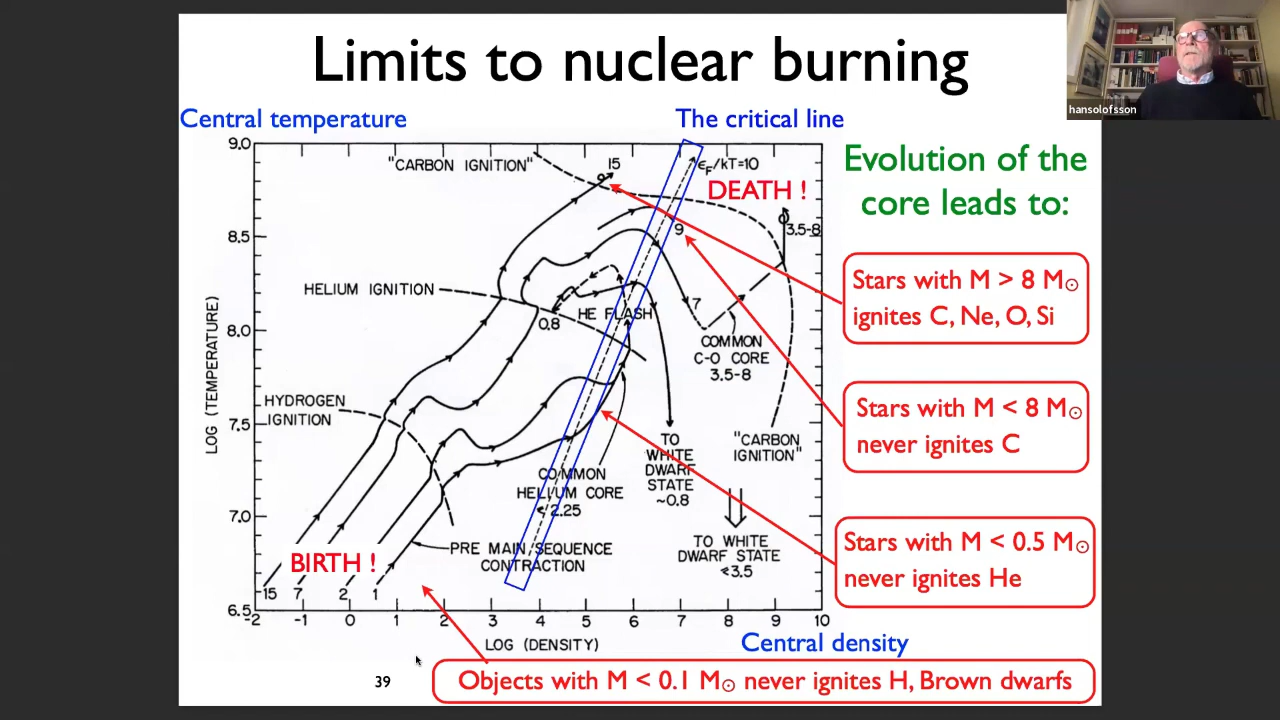 Limits to nuclear burning
hansolofsson
Central temperature
The critical line
9.0
"CARBON IGNITION"
15
ϵF/kT=10
DEATH !
Evolution of the
core leads to:
8.5
9
3.5-8
Stars with M > 8 M☉
ignites C, Ne, O, Si
HELIUM IGNITION
HE FLASH
7
0.8
8.0
COMMON
C-O CORE
3.5-8
LOG (TEMPERATURE)
HYDROGEN
IGNITION
7.5
Stars with M < 8 M☉
never ignites C
TO
WHITE
DWARF
STATE
~0.8
"CARBON
IGNITION"
COMMON
HELIUM CORE
≲2.25
7.0
TO WHITE
DWARF STATE
≲3.5
Stars with M < 0.5 M☉
never ignites He
PRE MAIN SEQUENCE
CONTRACTION
BIRTH !
15 7 2 1
6.5
-2 -1 0 1 2 3 4 5 6 7 8 9 10
LOG (DENSITY)
Central density
39
Objects with M < 0.1 M☉ never ignites H, Brown dwarfs